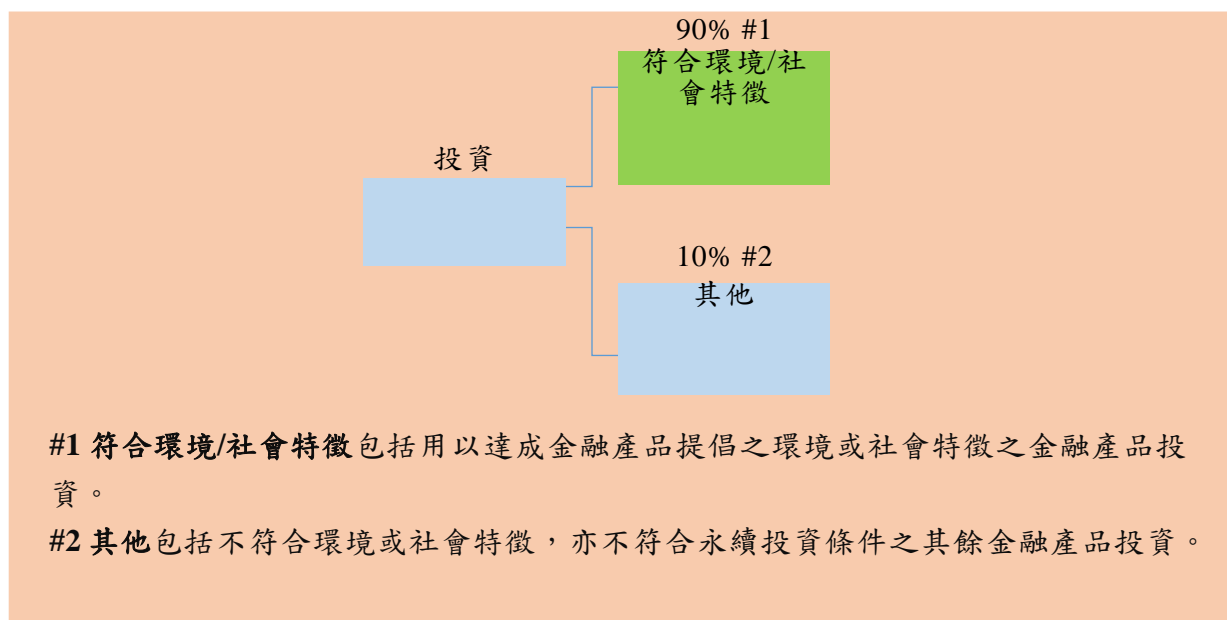 90% #1
符合環境/社
會特徵
投資
10% #2
其他
#1 符合環境/社會特徵包括用以達成金融產品提倡之環境或社會特徵之金融產品投
資。
#2 其他包括不符合環境或社會特徵，亦不符合永續投資條件之其餘金融產品投資。